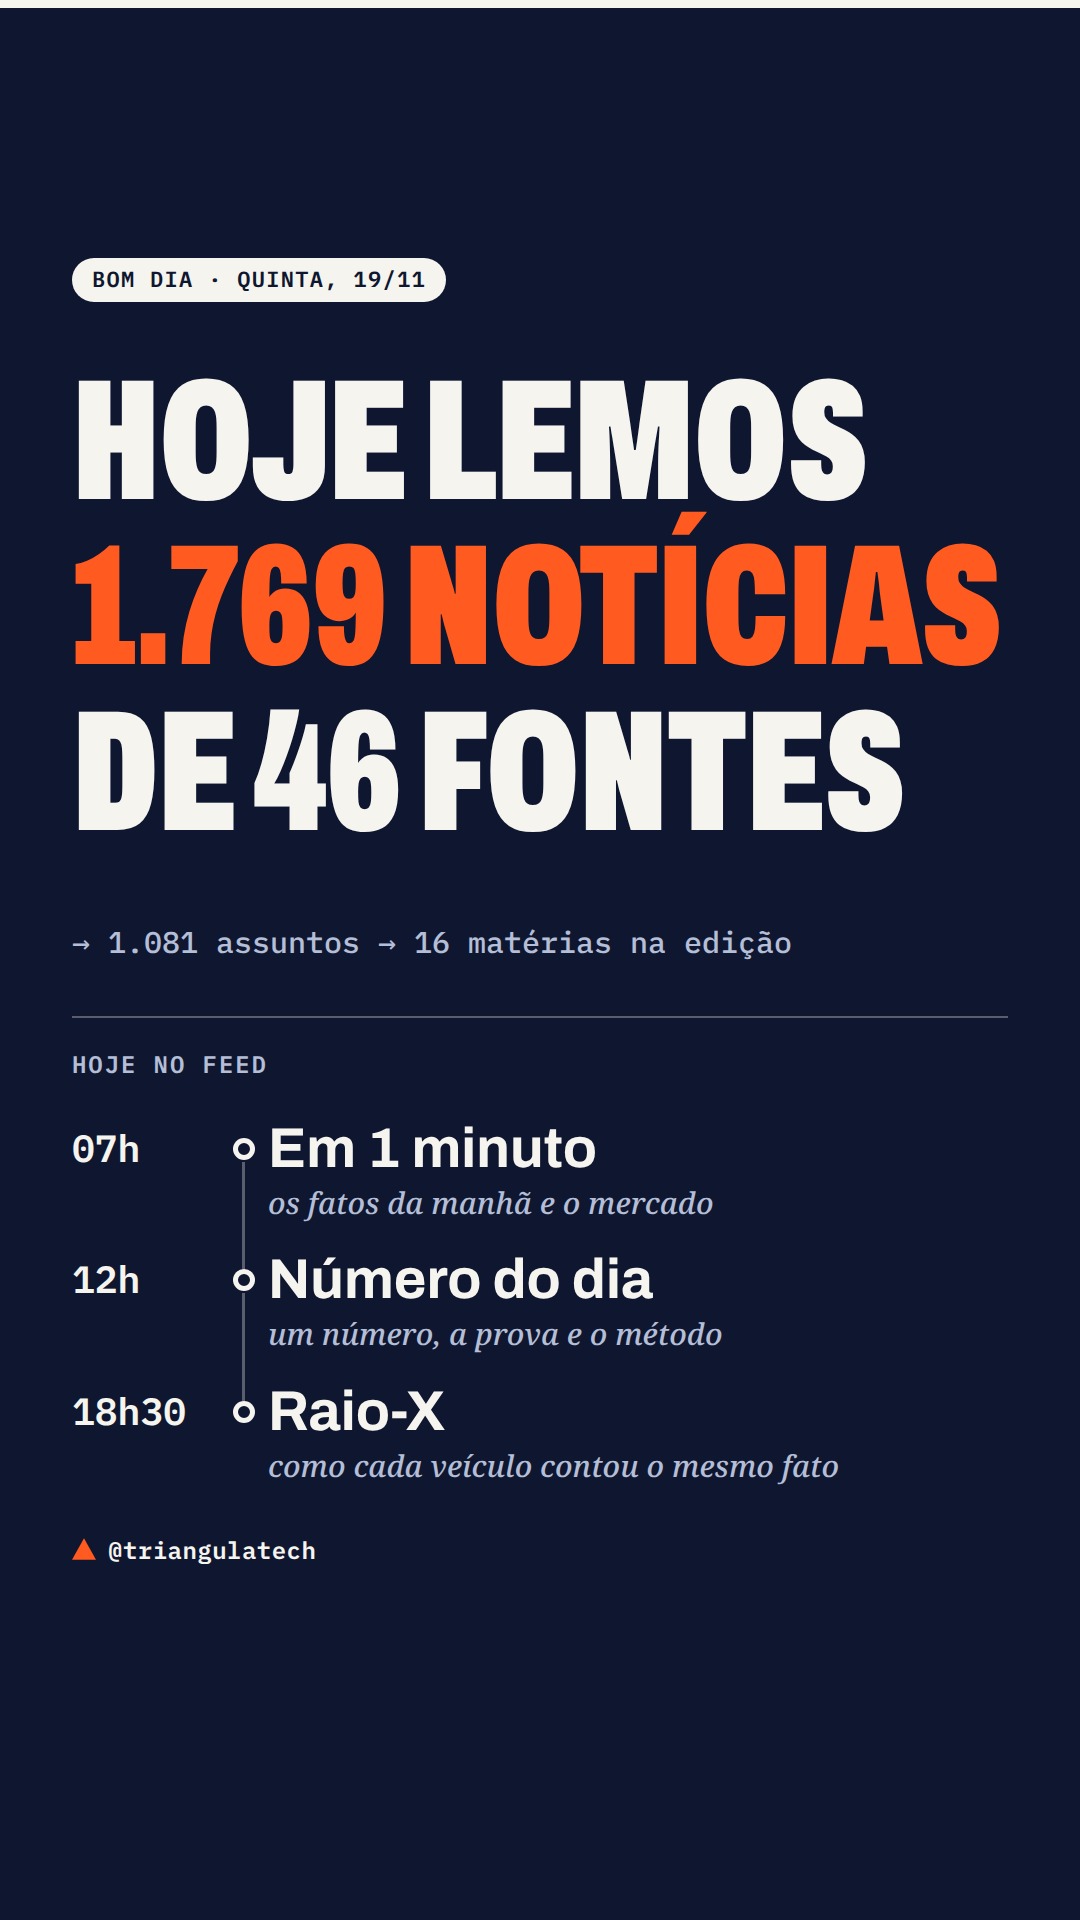 BOM DIA · QUINTA, 19/11
HOJE LEMOS
1.769 NOTÍCIAS
DE 46 FONTES
→ 1.081 assuntos → 16 matérias na edição
HOJE NO FEED
07h Em 1 minuto
os fatos da manhã e o mercado
12h Número do dia
um número, a prova e o método
18h30 Raio-X
como cada veículo contou o mesmo fato
@triangulatech